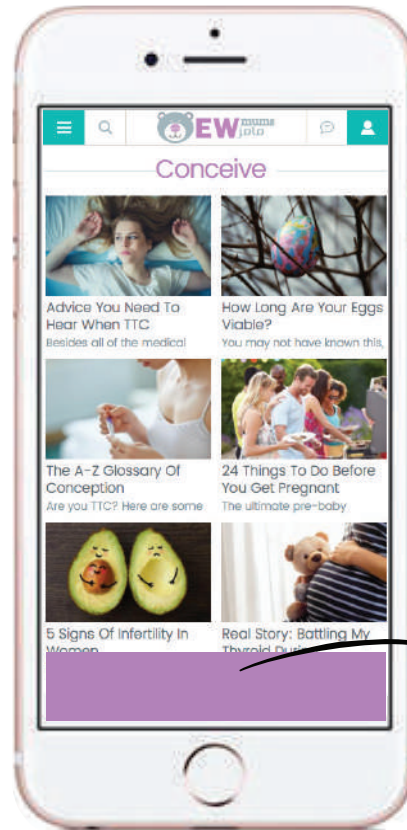 EW mums
jolo
Conceive
Advice You Need To
Hear When TTC
Besides all of the medical
How Long Are Your Eggs
Viable?
You may not have known this,
The A-Z Glossary Of
Conception
Are you TTC? Here are some
24 Things To Do Before
You Get Pregnant
The ultimate pre-baby
5 Signs Of Infertility In
Women
Real Story: Battling My
Thyroid During